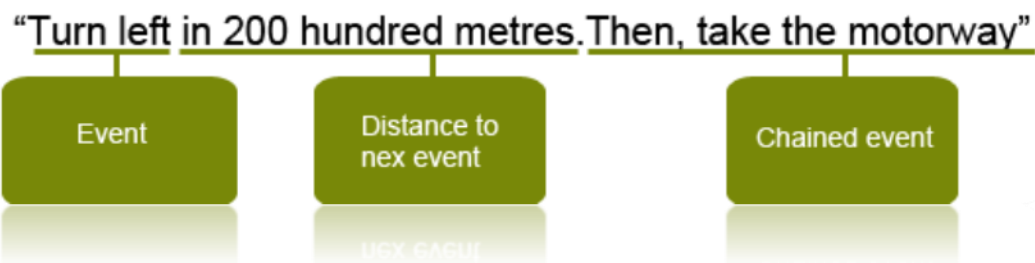 “Turn left in 200 hundred metres.Then, take the motorway”
Event
Distance to
nex event
Chained event